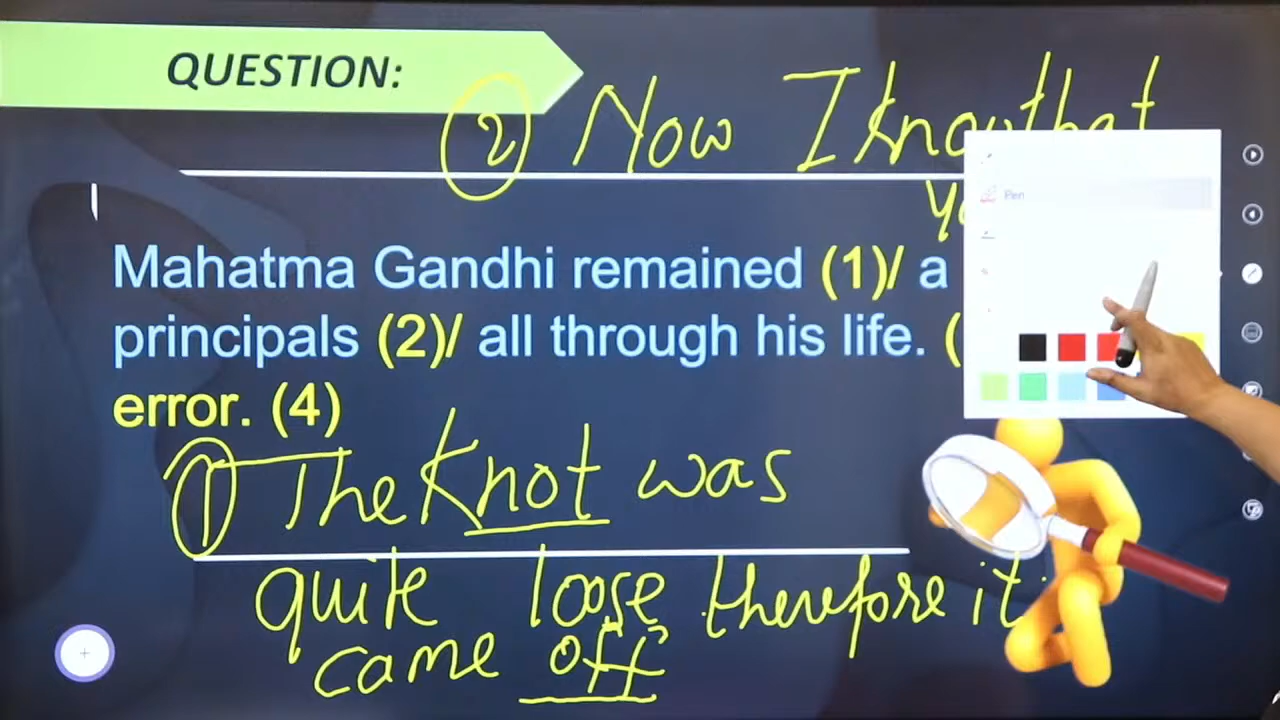 QUESTION:
② Now I know that
Pen
Mahatma Gandhi remained (1)/ a
principals (2)/ all through his life. (
error. (4)
① The Knot was
quite loose therefore it
came off